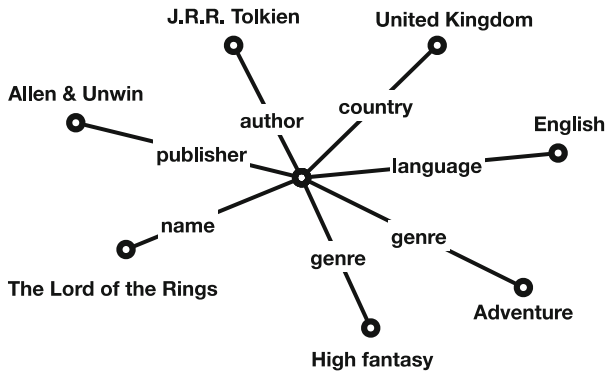 J.R.R. Tolkien
United Kingdom
Allen & Unwin
author
country
English
publisher
language
name
genre
genre
The Lord of the Rings
Adventure
High fantasy